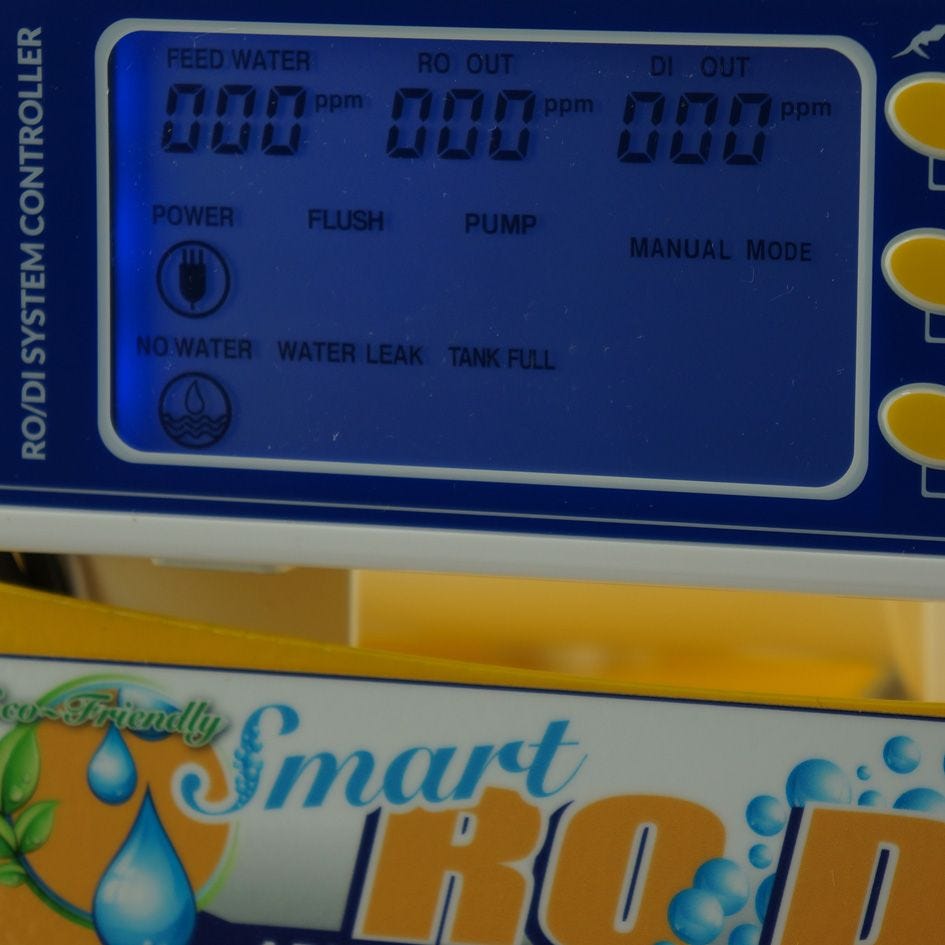 RO/DI SYSTEM CONTROLLER
FEED WATER RO OUT DI OUT
000 ppm 000 ppm 000 ppm
POWER FLUSH PUMP
MANUAL MODE
NO WATER WATER LEAK TANK FULL
Eco-Friendly
Smart
RO D